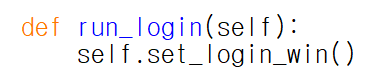 def run_login(self):
    self.set_login_win()